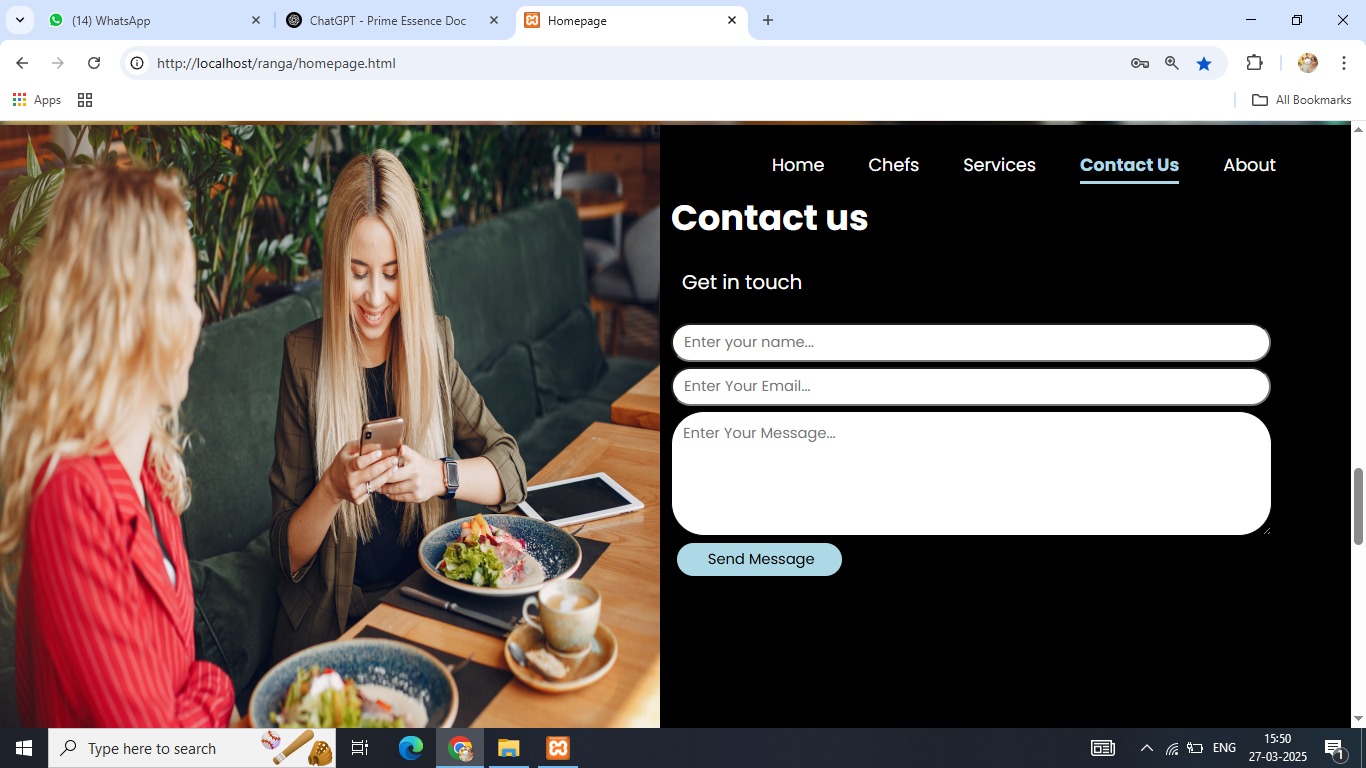 (14) WhatsApp
ChatGPT - Prime Essence Doc
Homepage
http://localhost/ranga/homepage.html
Apps
All Bookmarks
Home Chefs Services Contact Us About
Contact us
Get in touch
Enter your name...
Enter Your Email...
Enter Your Message...
Send Message
Type here to search
ENG
15:50
27-03-2025
1